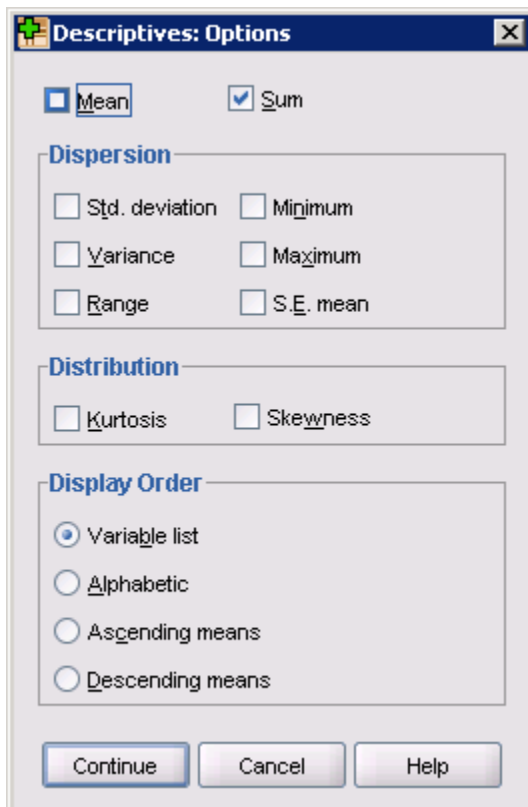 Descriptives: Options
Mean Sum
Dispersion
Std. deviation Minimum
Variance Maximum
Range S.E. mean
Distribution
Kurtosis Skewness
Display Order
Variable list
Alphabetic
Ascending means
Descending means
Continue Cancel Help